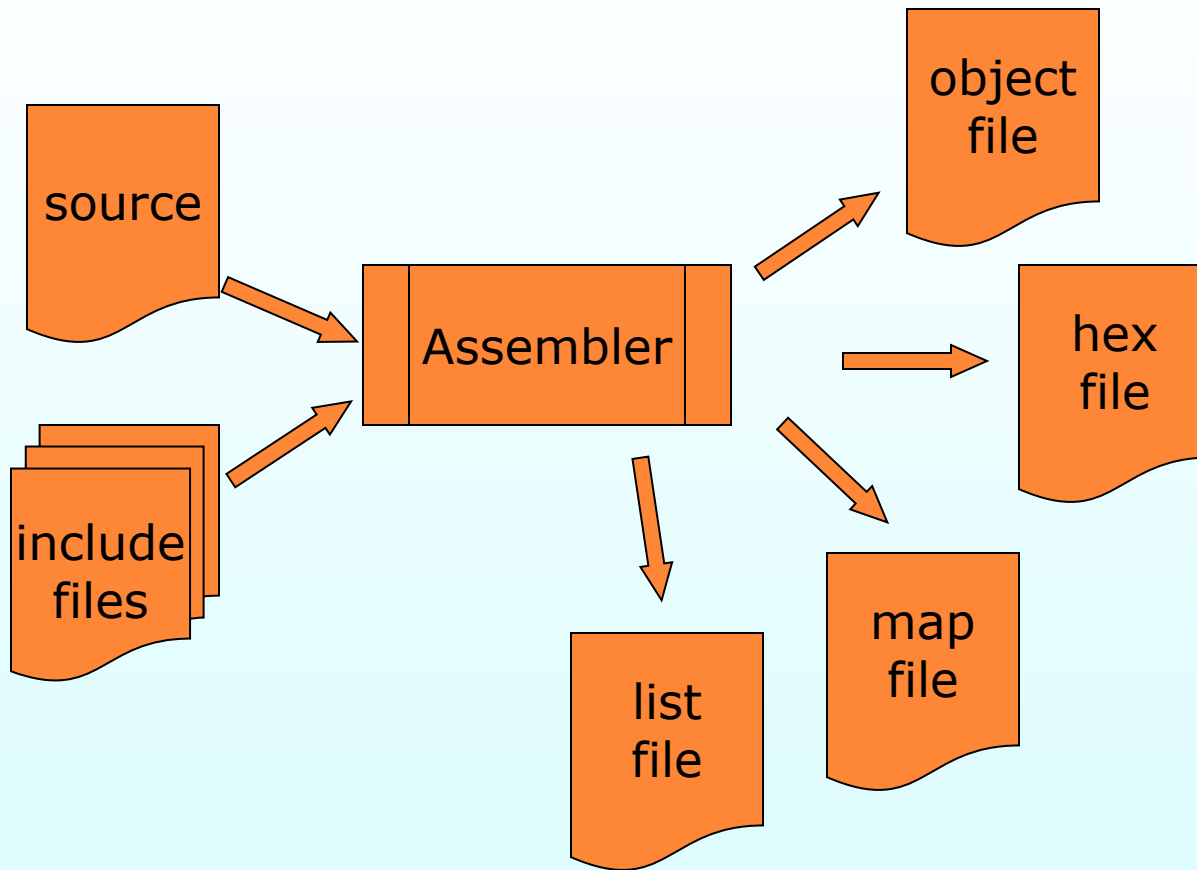 source
include
files
Assembler
object
file
hex
file
map
file
list
file